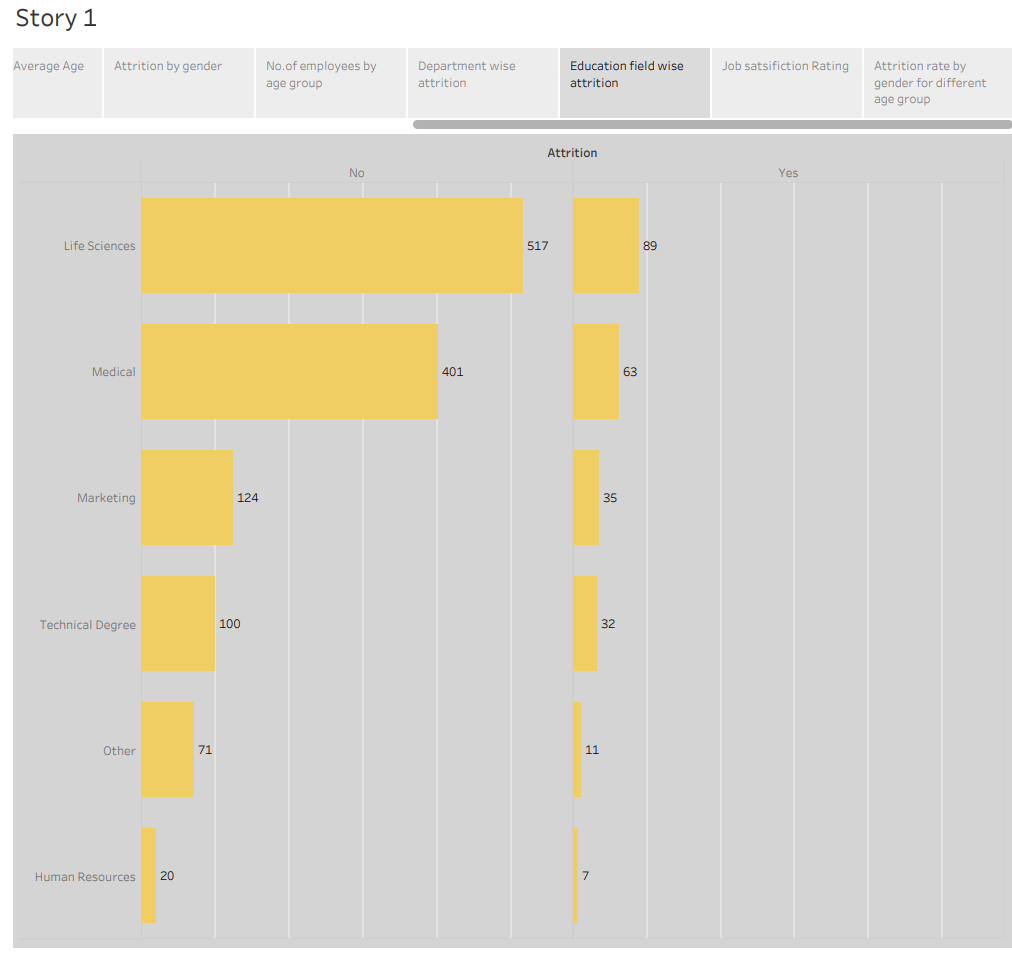 Story 1
Average Age
Attrition by gender
No.of employees by
age group
Department wise
attrition
Education field wise
attrition
Job satsifiction Rating
Attrition rate by
gender for different
age group
Attrition
No
Yes
Life Sciences
517
89
Medical
401
63
Marketing
124
35
Technical Degree
100
32
Other
71
11
Human Resources
20
7